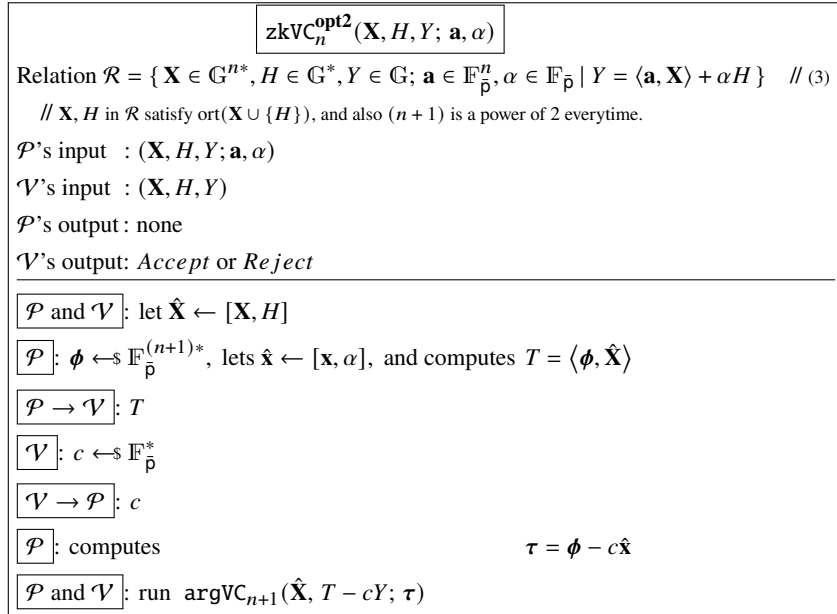 zkVC_n^opt2(𝐗, H, Y; 𝐚, α)
Relation ℛ = { 𝐗 ∈ 𝔾^{n*}, H ∈ 𝔾^*, Y ∈ 𝔾; 𝐚 ∈ 𝔽_p̄^n, α ∈ 𝔽_p̄ | Y = ⟨𝐚, 𝐗⟩ + αH } // (3)
// 𝐗, H in ℛ satisfy ort(𝐗 ∪ {H}), and also (n + 1) is a power of 2 everytime.
𝒫's input : (𝐗, H, Y; 𝐚, α)
𝒱's input : (𝐗, H, Y)
𝒫's output : none
𝒱's output: Accept or Reject
𝒫 and 𝒱 : let 𝐗̂ ← [𝐗, H]
𝒫 : ϕ ←$ 𝔽_p̄^{(n+1)*}, lets 𝐱̂ ← [𝐱, α], and computes T = ⟨ϕ, 𝐗̂⟩
𝒫 → 𝒱 : T
𝒱 : c ←$ 𝔽_p̄^*
𝒱 → 𝒫 : c
𝒫 : computes τ = ϕ − c𝐱̂
𝒫 and 𝒱 : run argVC_{n+1}(𝐗̂, T − cY; τ)